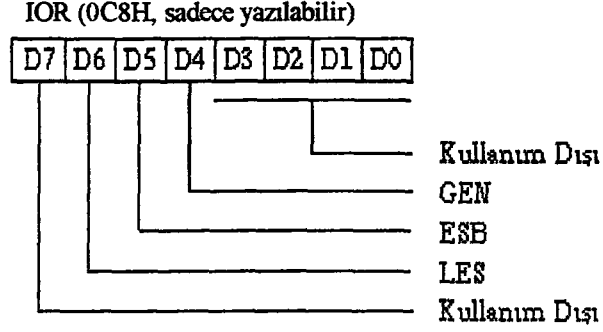 IOR (0C8H, sadece yazılabilir)
D7 D6 D5 D4 D3 D2 D1 D0
Kullanım Dışı
GEN
ESB
LES
Kullanım Dışı